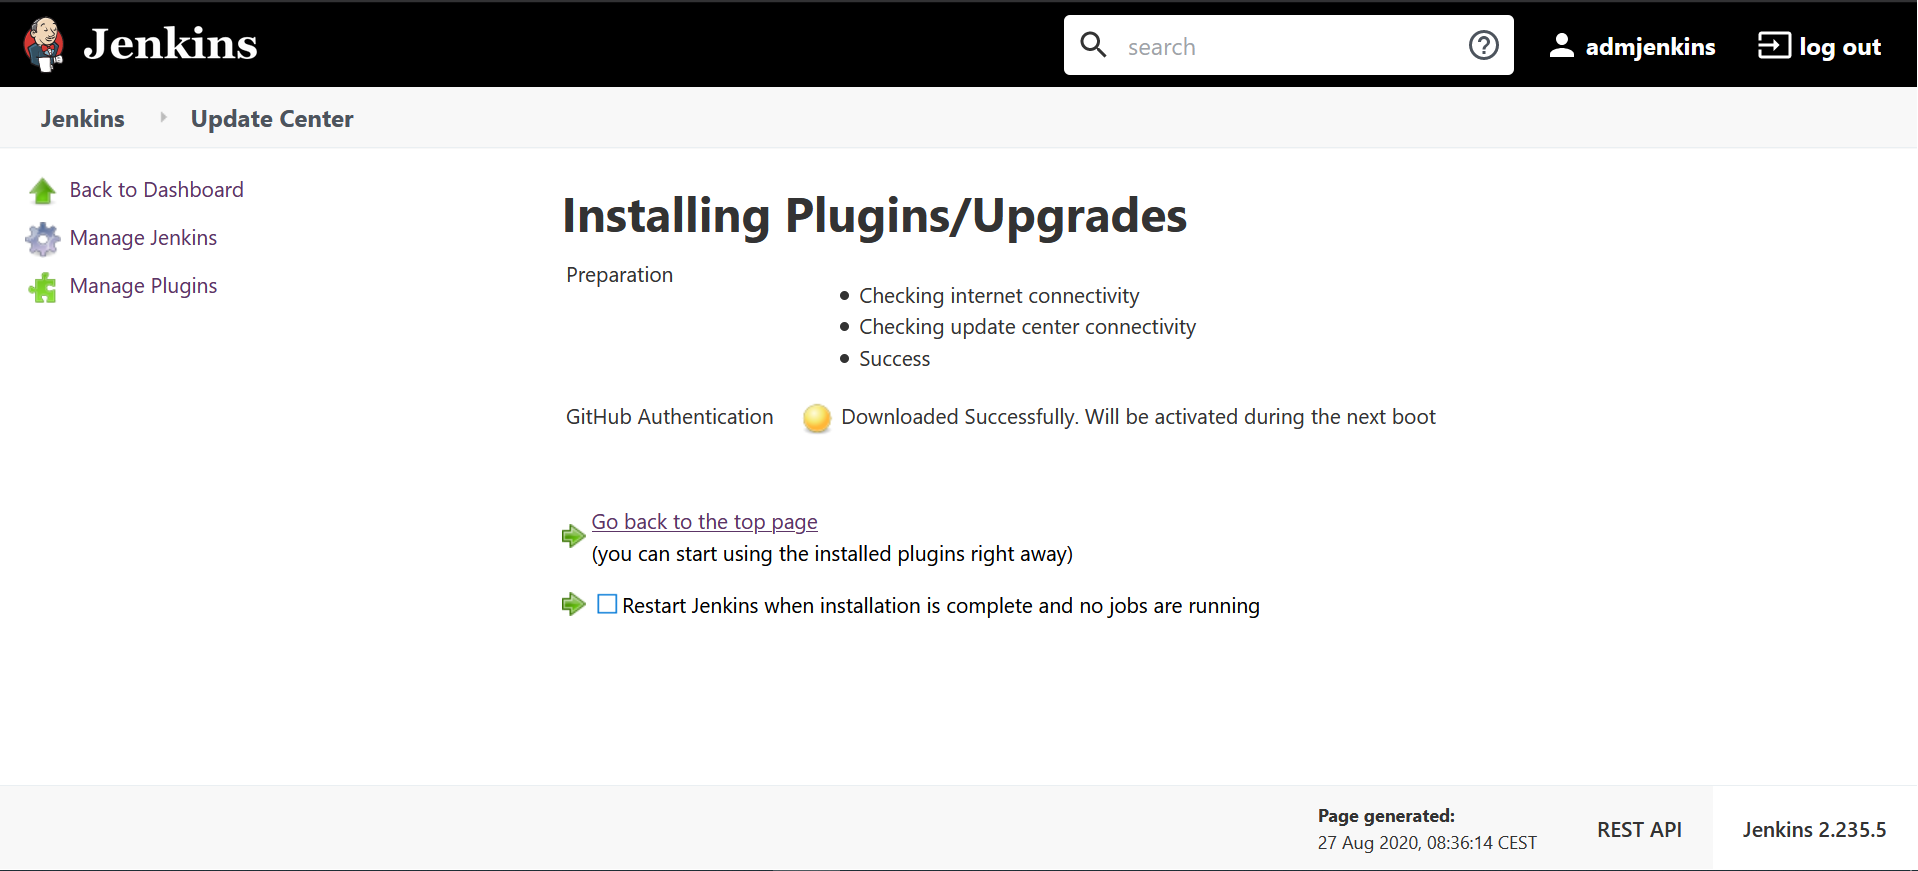 Jenkins
search
admjenkins
log out
Jenkins
Update Center
Back to Dashboard
Manage Jenkins
Manage Plugins
Installing Plugins/Upgrades
Preparation
Checking internet connectivity
Checking update center connectivity
Success
GitHub Authentication
Downloaded Successfully. Will be activated during the next boot
Go back to the top page
(you can start using the installed plugins right away)
Restart Jenkins when installation is complete and no jobs are running
Page generated:
27 Aug 2020, 08:36:14 CEST
REST API
Jenkins 2.235.5